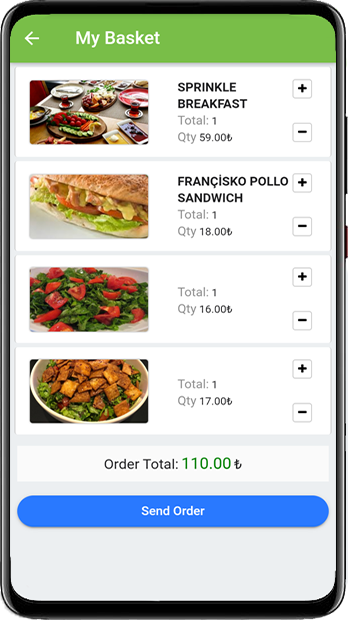 My Basket
SPRINKLE
BREAKFAST
Total: 1
Qty 59.00₺
FRANÇİSKO POLLO
SANDWICH
Total: 1
Qty 18.00₺
Total: 1
Qty 16.00₺
Total: 1
Qty 17.00₺
Order Total: 110.00 ₺
Send Order